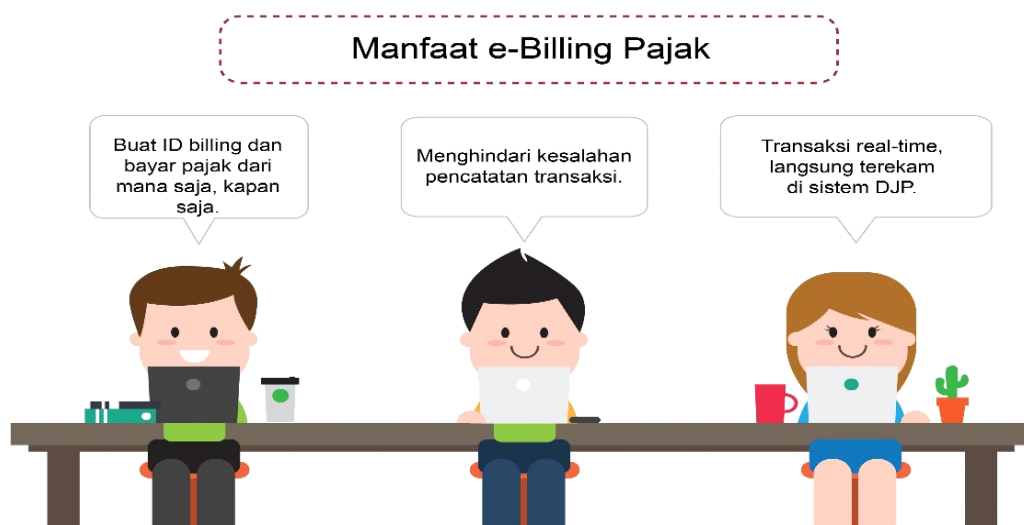 Manfaat e-Billing Pajak
Buat ID billing dan
bayar pajak dari
mana saja, kapan
saja.
Menghindari kesalahan
pencatatan transaksi.
Transaksi real-time,
langsung terekam
di sistem DJP.